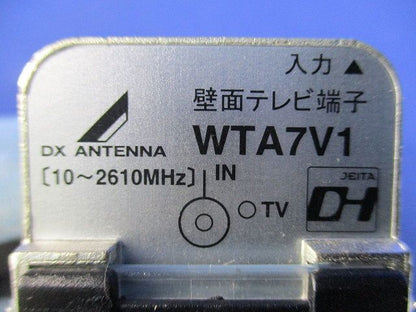 入力 ▲
壁面テレビ端子
DX ANTENNA WTA7V1
[10～2610MHz] IN
JEITA
DH
TV